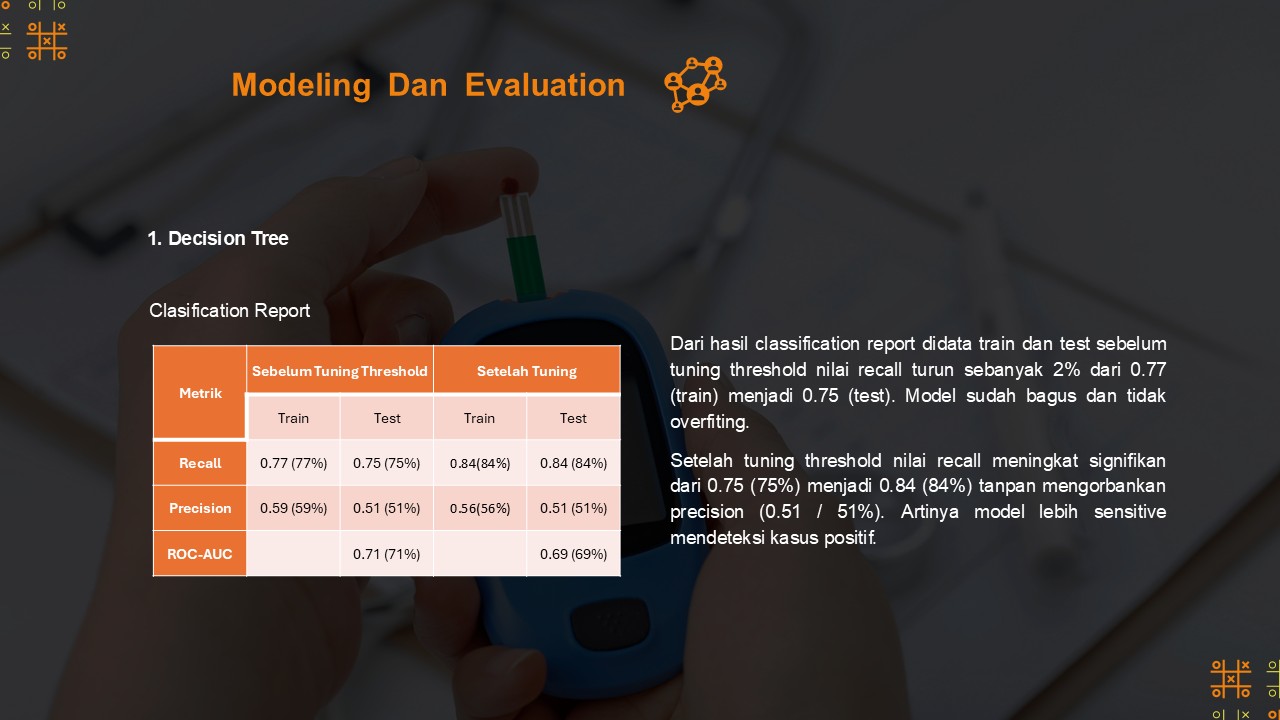 Modeling Dan Evaluation
1. Decision Tree
Clasification Report
Metrik Sebelum Tuning Threshold Setelah Tuning
Train Test Train Test
Recall 0.77 (77%) 0.75 (75%) 0.84(84%) 0.84 (84%)
Precision 0.59 (59%) 0.51 (51%) 0.56(56%) 0.51 (51%)
ROC-AUC 0.71 (71%) 0.69 (69%)
Dari hasil classification report didata train dan test sebelum
tuning threshold nilai recall turun sebanyak 2% dari 0.77
(train) menjadi 0.75 (test). Model sudah bagus dan tidak
overfiting.
Setelah tuning threshold nilai recall meningkat signifikan
dari 0.75 (75%) menjadi 0.84 (84%) tanpan mengorbankan
precision (0.51 / 51%). Artinya model lebih sensitive
mendeteksi kasus positif.